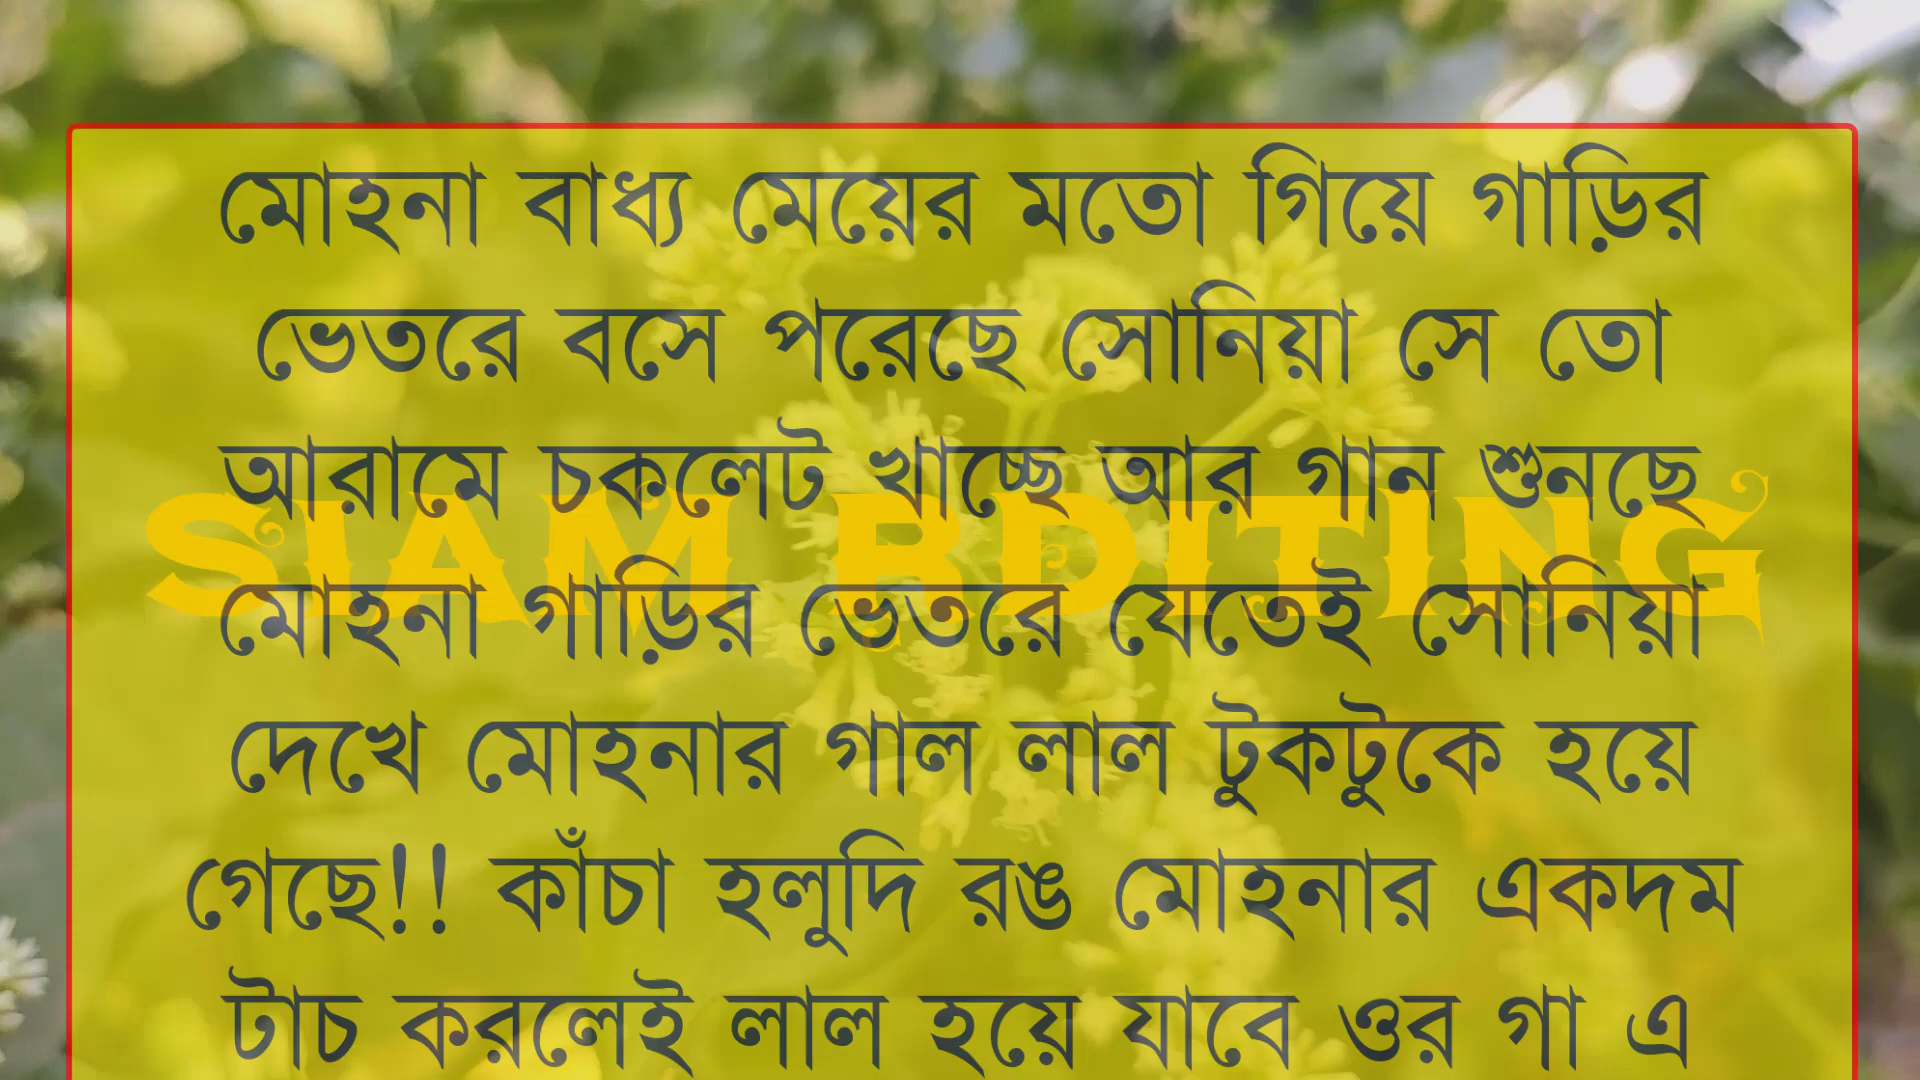 মোহনা বাধ্য মেয়ের মতো গিয়ে গাড়ির
ভেতরে বসে পরেছে সোনিয়া সে তো
আরামে চকলেট খাচ্ছে আর গান শুনছে
SIAM BDITING
মোহনা গাড়ির ভেতরে যেতেই সোনিয়া
দেখে মোহনার গাল লাল টুকটুকে হয়ে
গেছে!! কাঁচা হলুদি রঙ মোহনার একদম
টাচ করলেই লাল হয়ে যাবে ওর গা এ